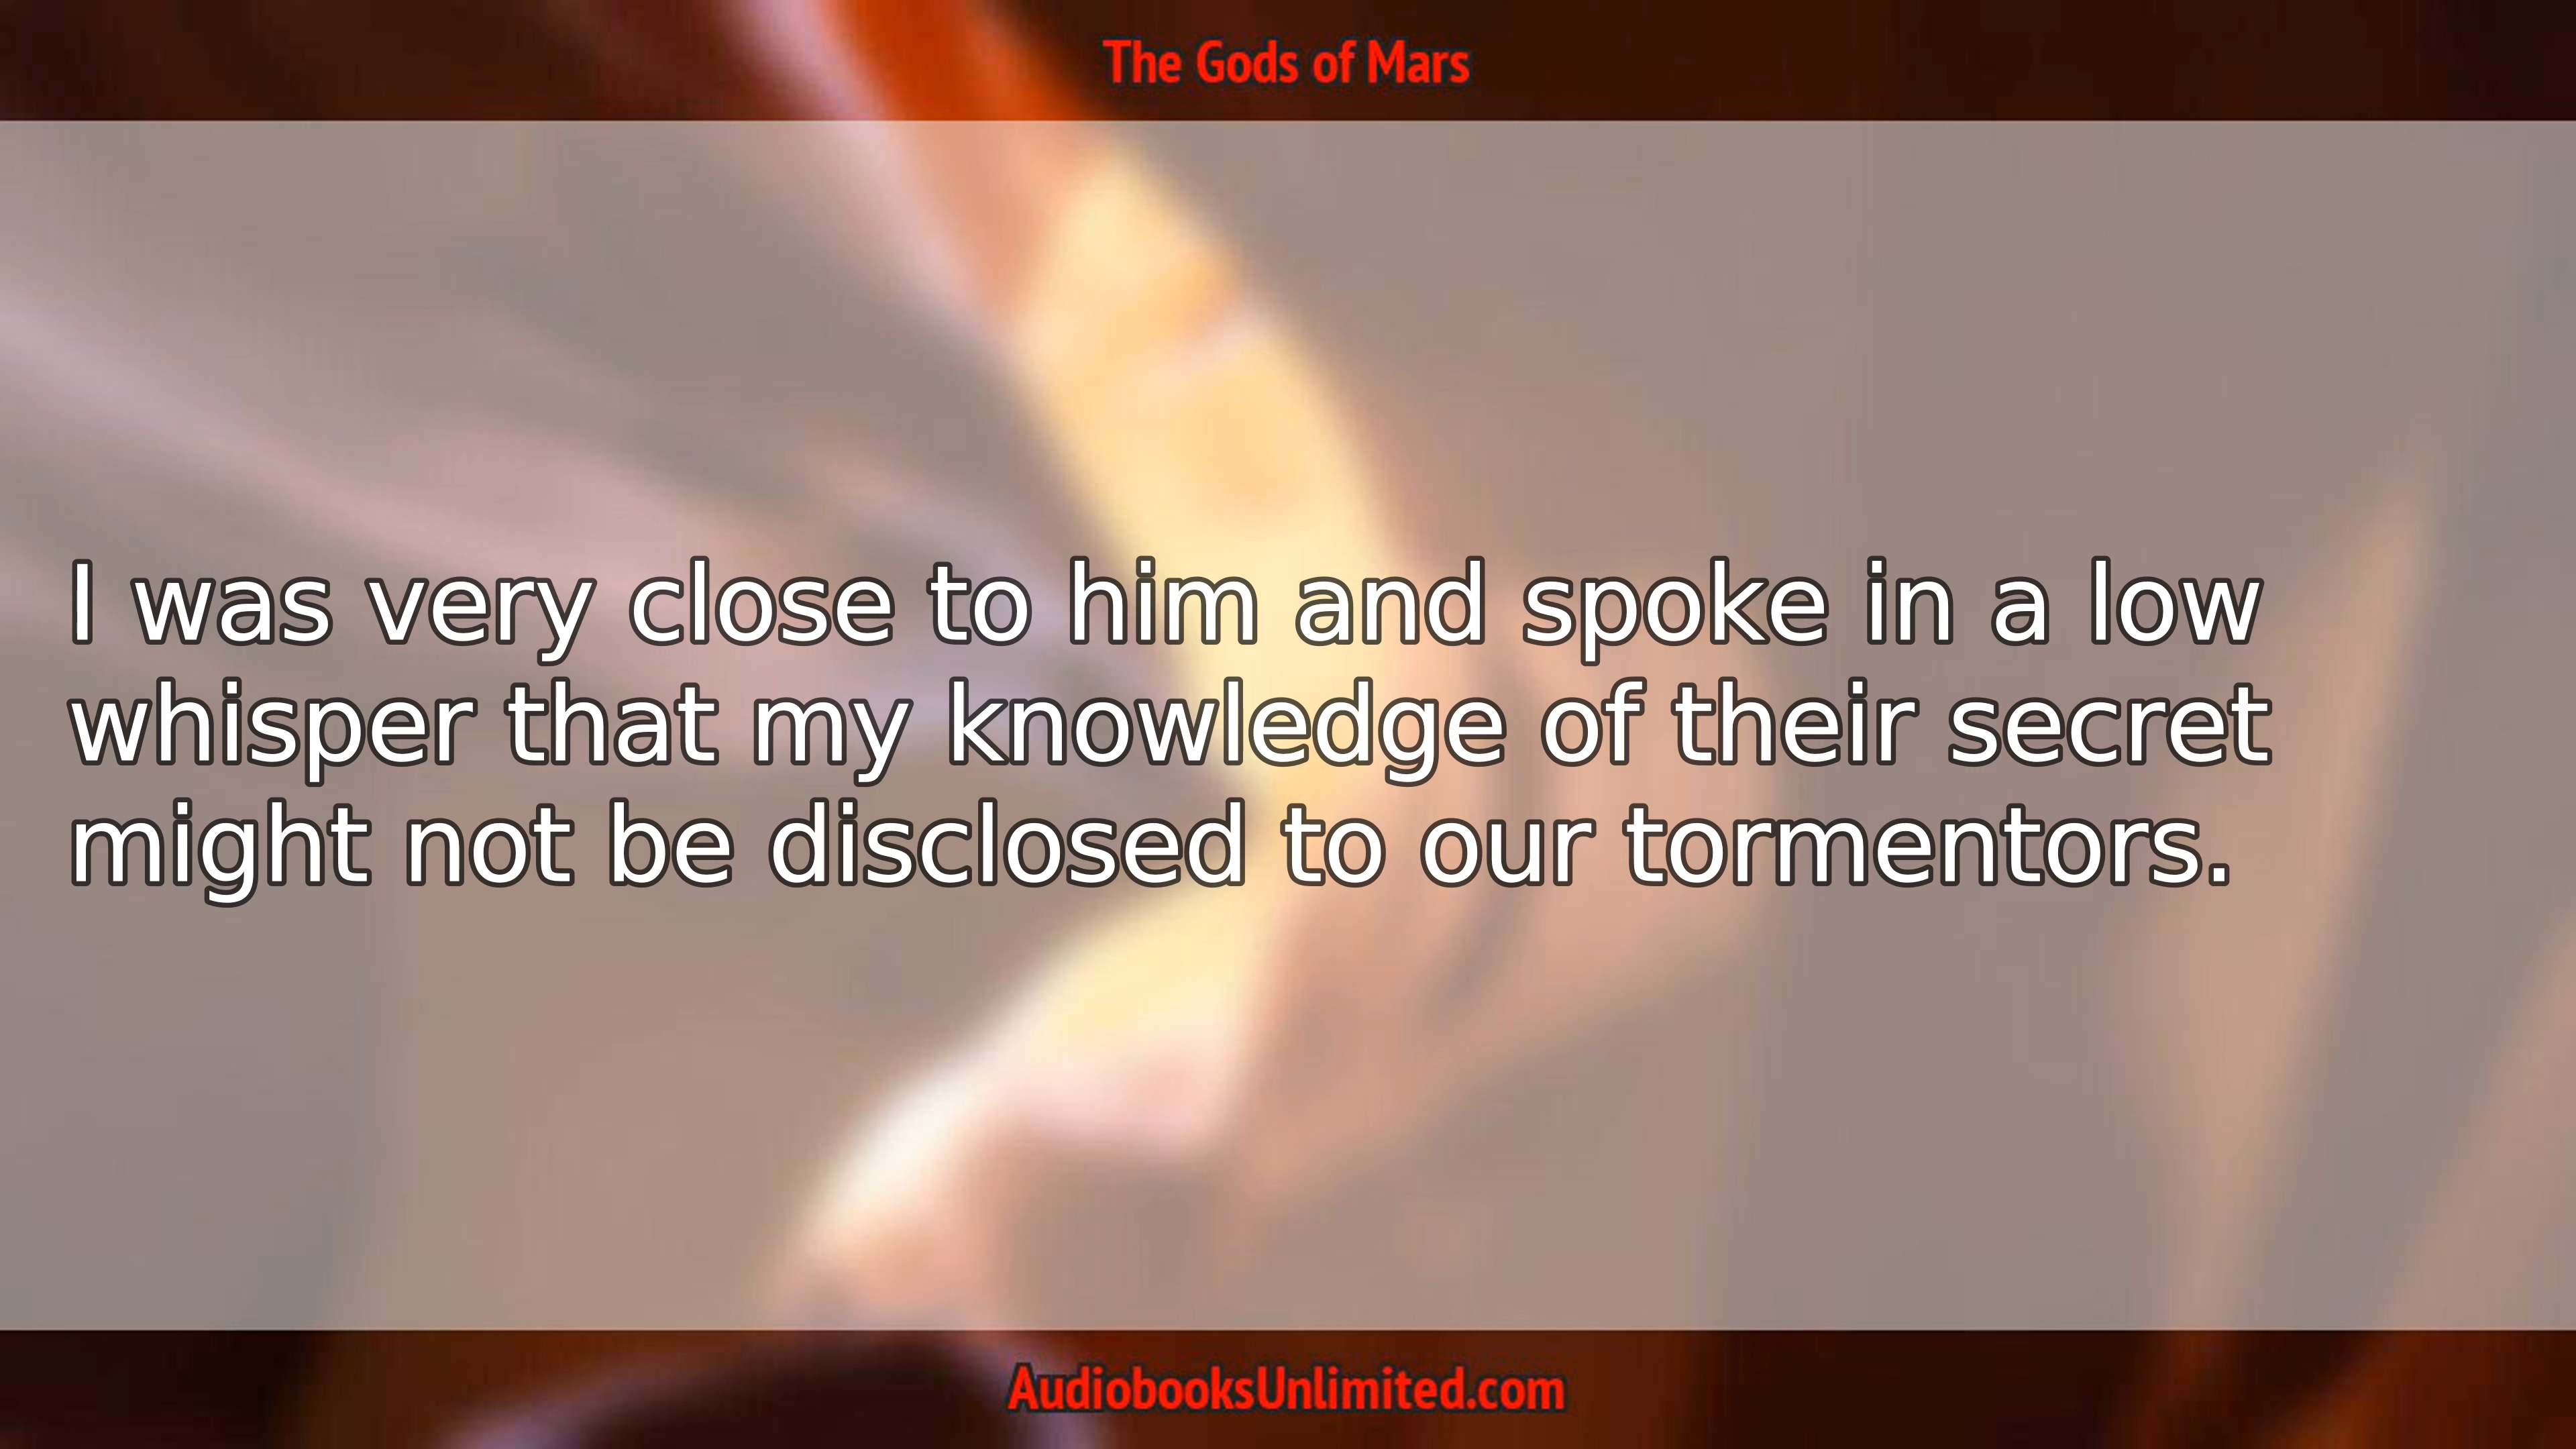 The Gods of Mars
I was very close to him and spoke in a low
whisper that my knowledge of their secret
might not be disclosed to our tormentors.
AudiobooksUnlimited.com